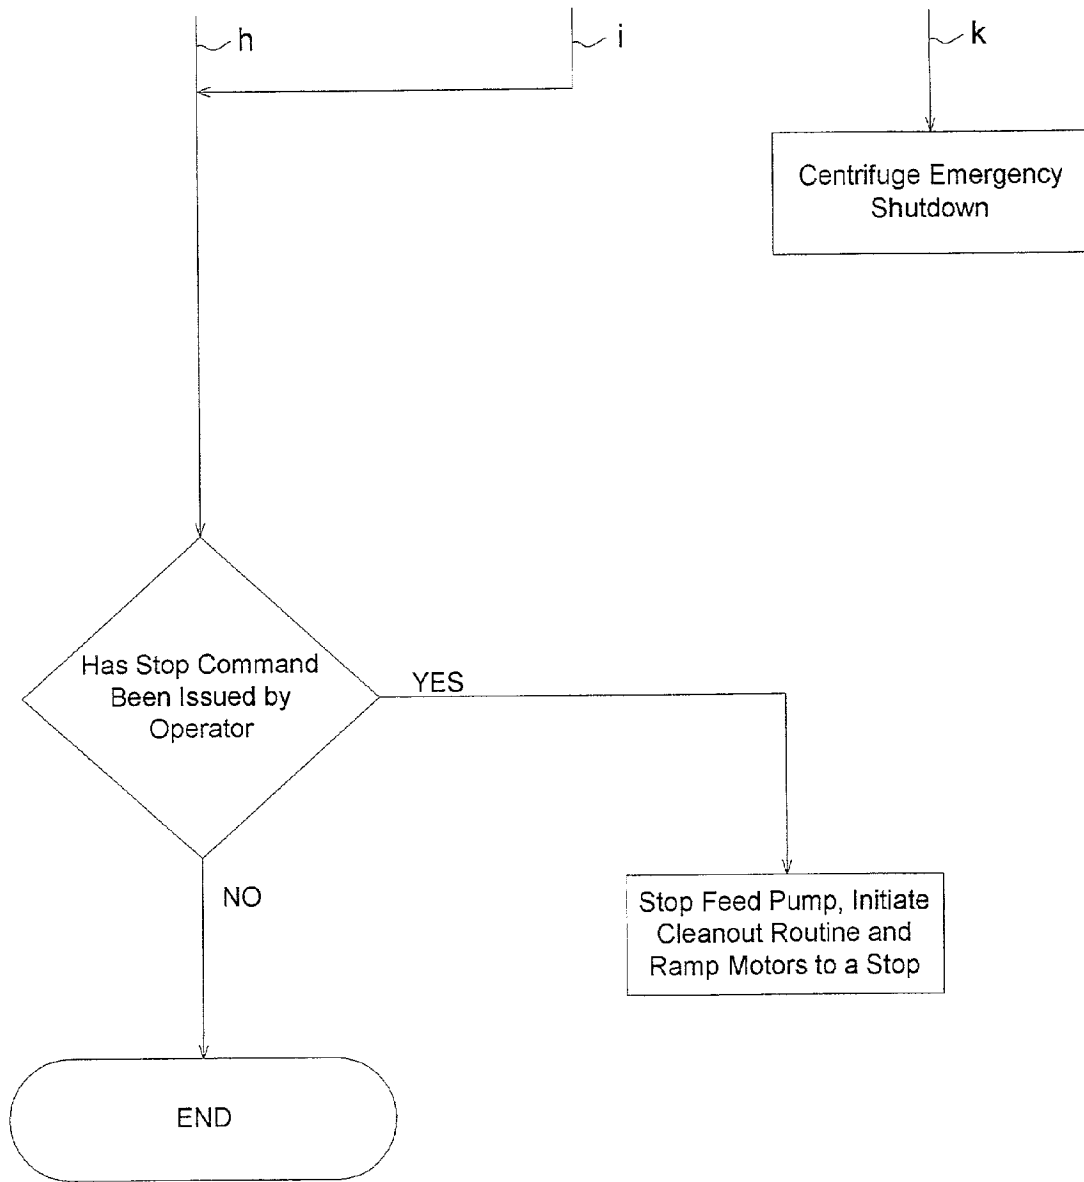 h
i
k
Centrifuge Emergency
Shutdown
Has Stop Command
Been Issued by
Operator
YES
NO
Stop Feed Pump, Initiate
Cleanout Routine and
Ramp Motors to a Stop
END